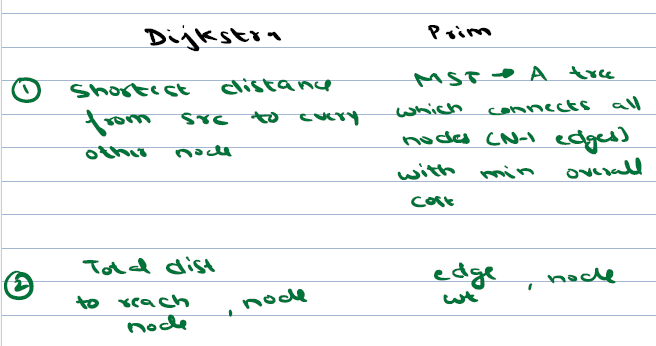 Dijkstra Prim
① Shortest distance
from src to every
other node
MST → A tree
which connects all
nodes (N-1 edges)
with min overall
cost
② Total dist
to reach , node
node
edge , node
wt